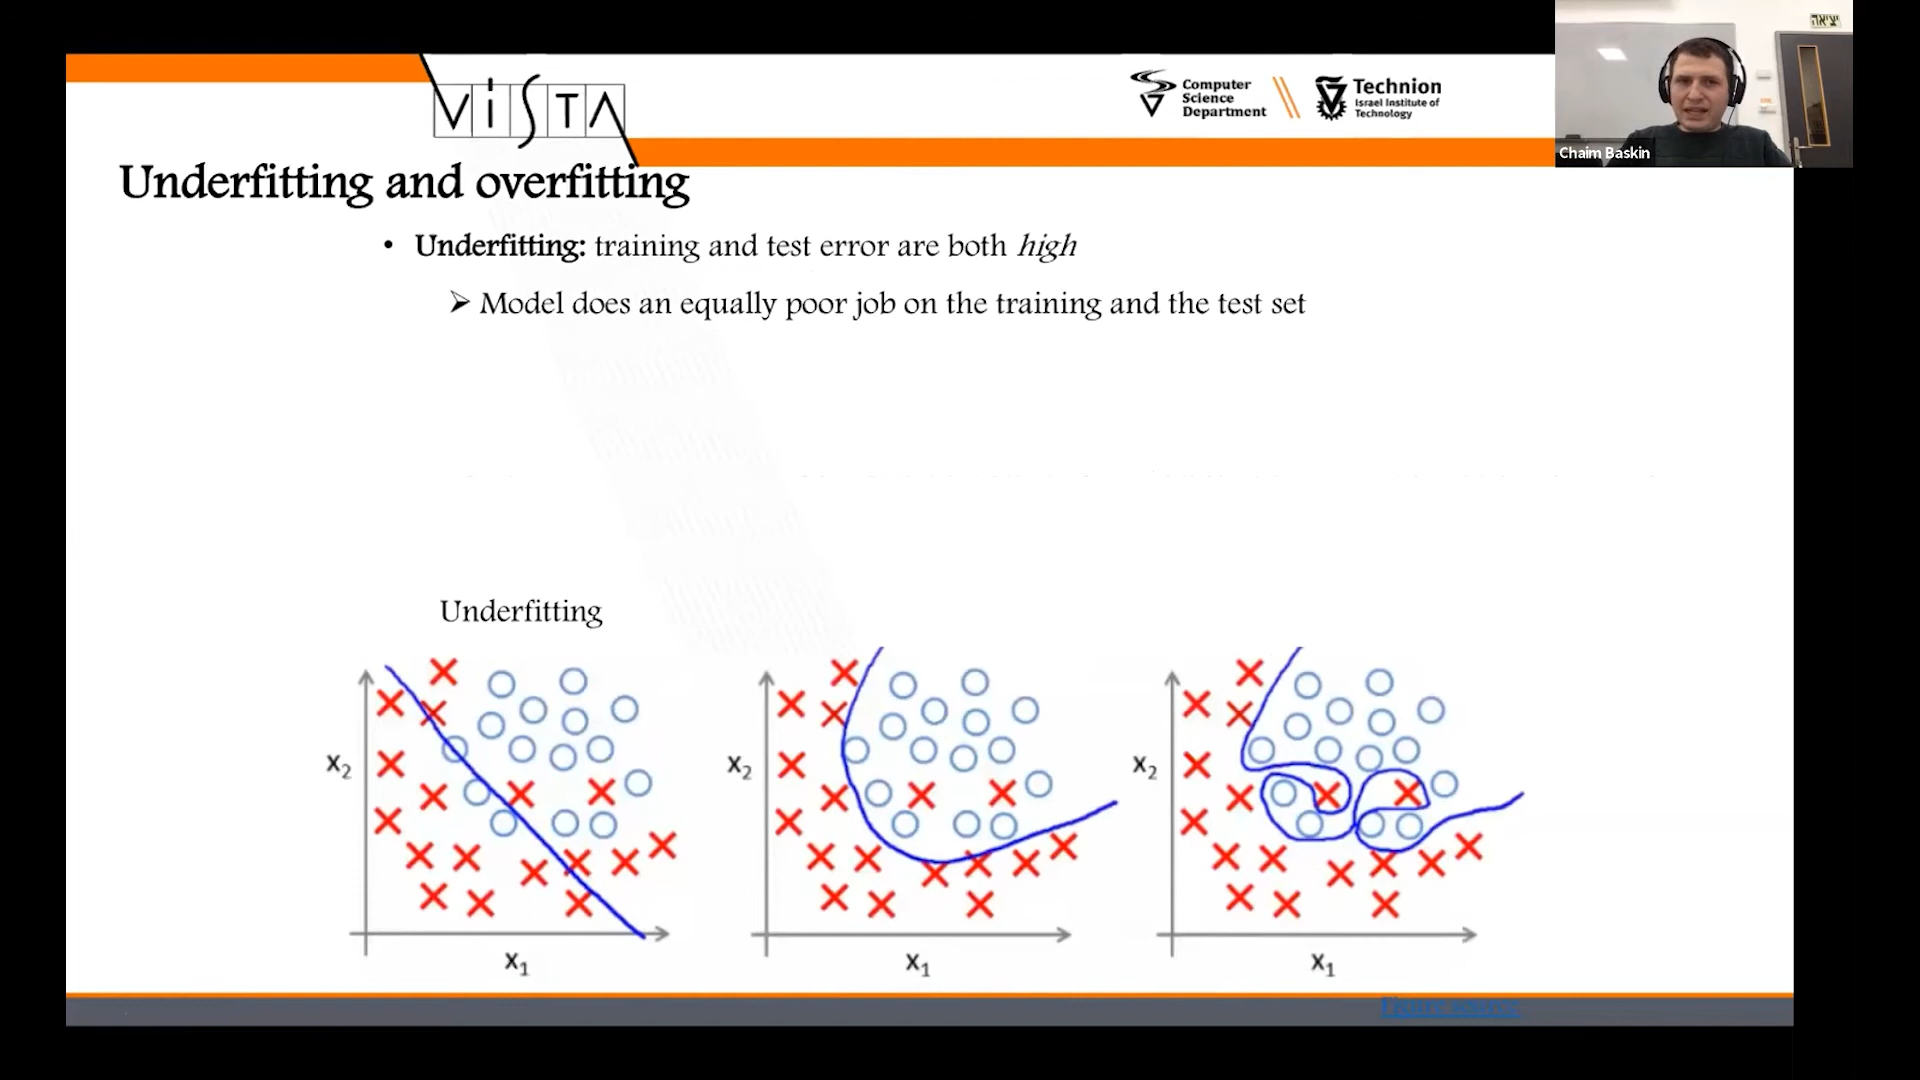 יציאה
VISTA
Computer
Science
Department
Technion
Israel Institute of
Technology
Chaim Baskin
Underfitting and overfitting
• Underfitting: training and test error are both high
➤ Model does an equally poor job on the training and the test set
Underfitting
x₂
x₁
x₂
x₁
x₂
x₁